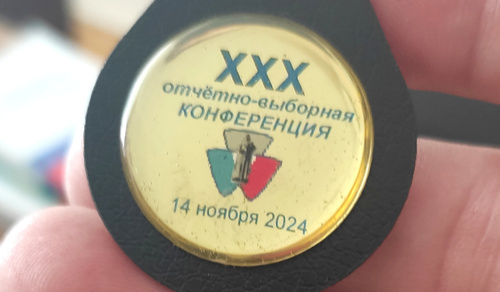 XXX
отчётно-выборная
КОНФЕРЕНЦИЯ
14 ноября 2024